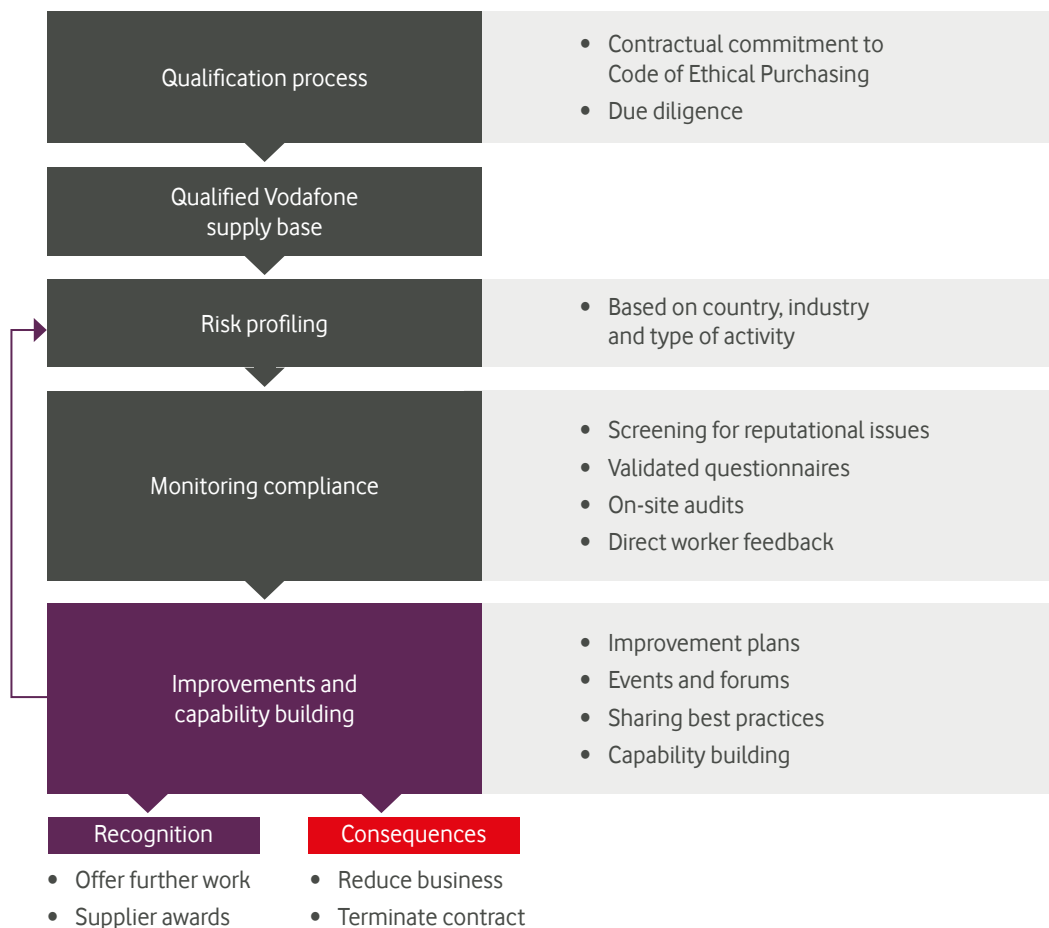 Qualification process
• Contractual commitment to
Code of Ethical Purchasing
• Due diligence
Qualified Vodafone
supply base
Risk profiling
• Based on country, industry
and type of activity
Monitoring compliance
• Screening for reputational issues
• Validated questionnaires
• On-site audits
• Direct worker feedback
Improvements and
capability building
• Improvement plans
• Events and forums
• Sharing best practices
• Capability building
Recognition
• Offer further work
• Supplier awards
Consequences
• Reduce business
• Terminate contract